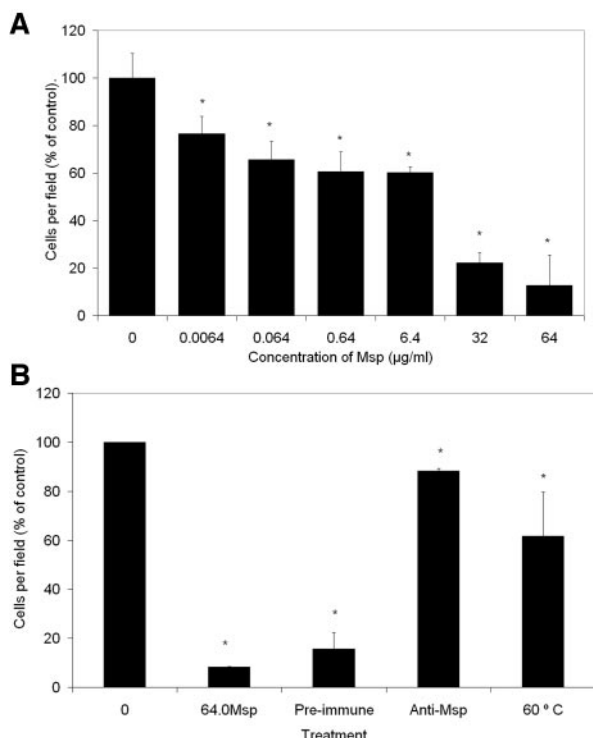 A
120
100
80
60
40
20
0
Cells per field (% of control).
* * * * * *
0 0.0064 0.064 0.64 6.4 32 64
Concentration of Msp (µg/ml)
B
120
100
80
60
40
20
0
Cells per field (% of control)
* * * *
0 64.0Msp Pre-immune Anti-Msp 60 º C
Treatment